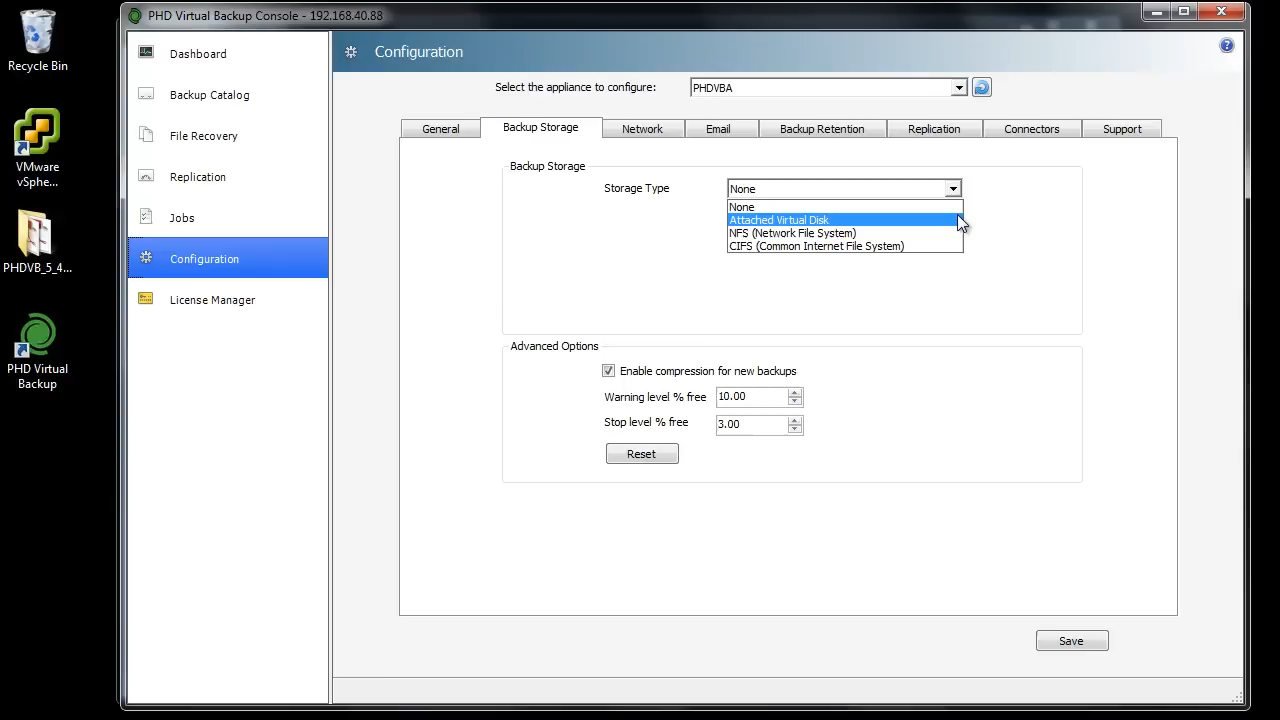 Recycle Bin
VMware
vSphe...
PHDVB_5_4...
PHD Virtual
Backup
PHD Virtual Backup Console - 192.168.40.88
Dashboard
Backup Catalog
File Recovery
Replication
Jobs
Configuration
License Manager
Configuration
?
Select the appliance to configure:
PHDVBA
General
Backup Storage
Network
Email
Backup Retention
Replication
Connectors
Support
Backup Storage
Storage Type
None
None
Attached Virtual Disk
NFS (Network File System)
CIFS (Common Internet File System)
Advanced Options
Enable compression for new backups
Warning level % free
10.00
Stop level % free
3.00
Reset
Save